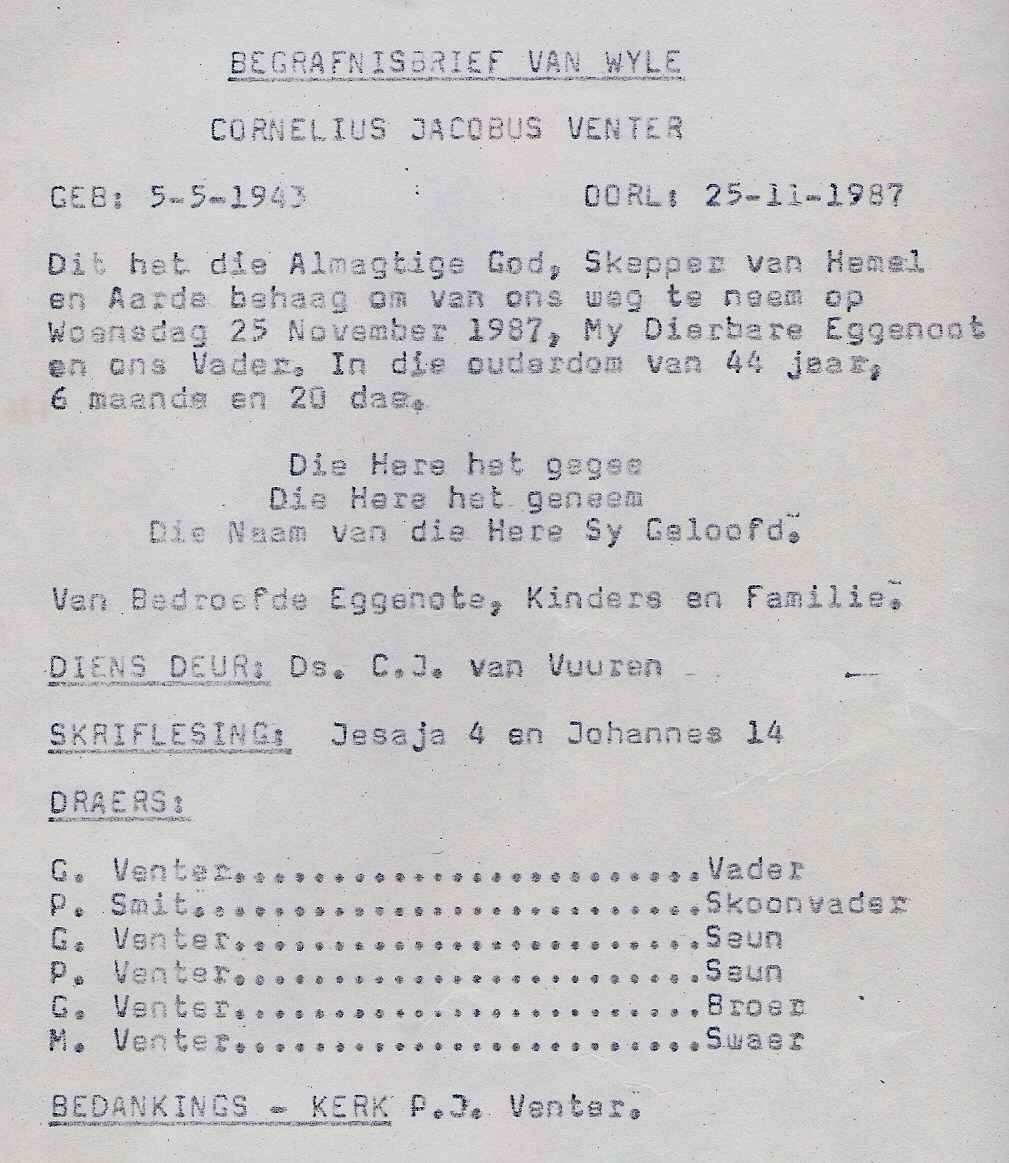 BEGRAFNISBRIEF VAN WYLE
CORNELIUS JACOBUS VENTER
GEB: 5-5-1943 OORL: 25-11-1987
Dit het die Almagtige God, Skepper van Hemel
en Aarde behaag om van ons weg te neem op
Woensdag 25 November 1987, My Dierbare Eggenoot
en ons Vader. In die ouderdom van 44 jaar,
6 maande en 20 dae.
Die Here het gegee
Die Here het geneem
Die Naam van die Here Sy Geloofd.
Van Bedroefde Eggenote, Kinders en Familie.
DIENS DEUR: Ds. C.J. van Vuuren
SKRIFLESING: Jesaja 4 en Johannes 14
DRAERS:
G. Venter........................Vader
P. Smit..........................Skoonvader
G. Venter........................Seun
P. Venter........................Seun
G. Venter........................Broer
M. Venter........................Swaer
BEDANKINGS - KERK P.J. Venter.